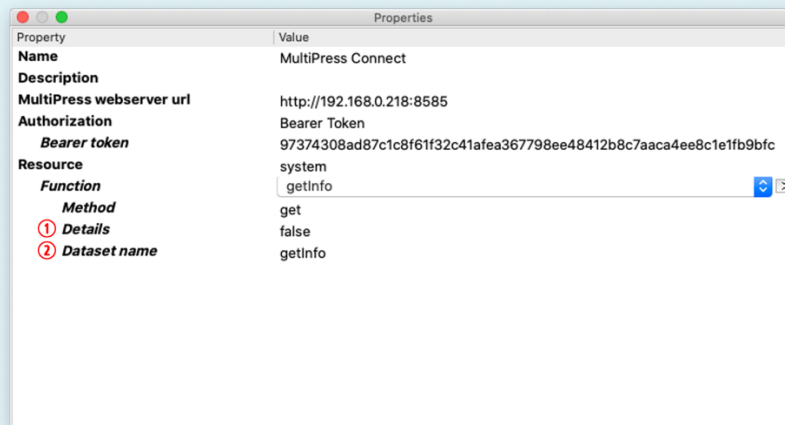 Properties
Property Value
Name MultiPress Connect
Description
MultiPress webserver url http://192.168.0.218:8585
Authorization Bearer Token
Bearer token 97374308ad87c1c8f61f32c41afea367798ee48412b8c7aaca4ee8c1e1fb9bfc
Resource system
Function getInfo
Method get
① Details false
② Dataset name getInfo